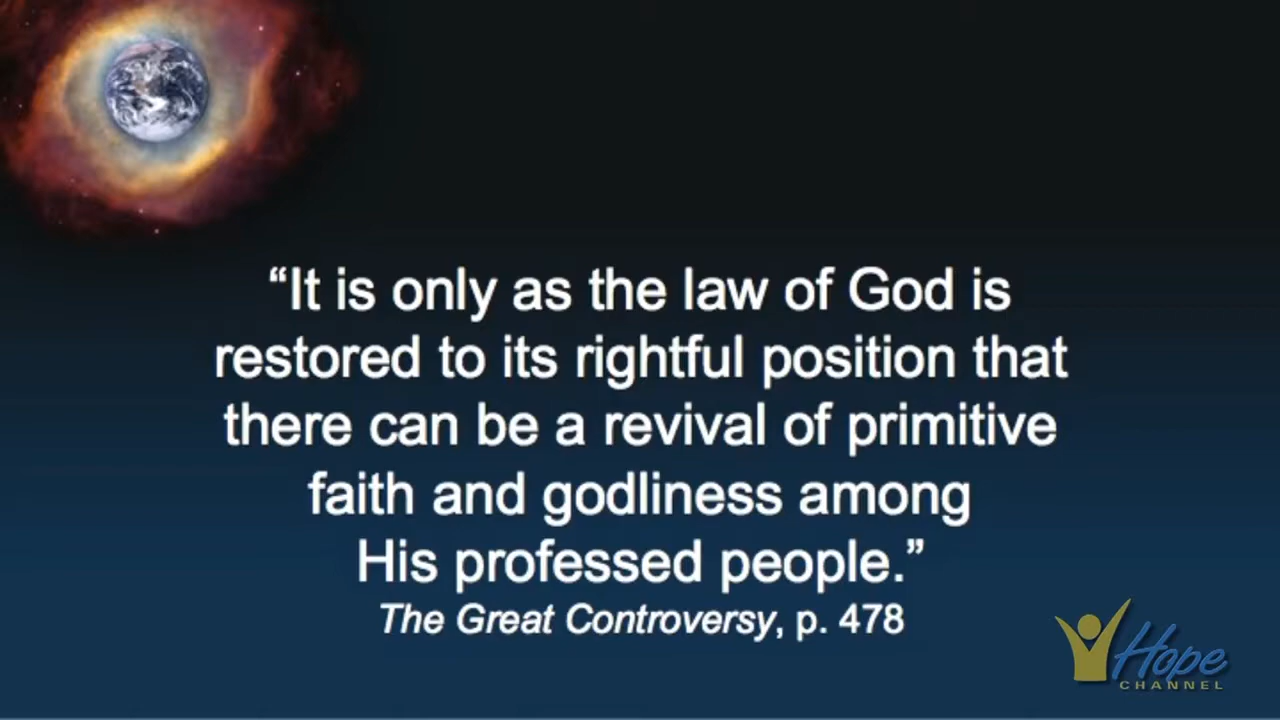 “It is only as the law of God is
restored to its rightful position that
there can be a revival of primitive
faith and godliness among
His professed people.”
The Great Controversy, p. 478
Hope
CHANNEL